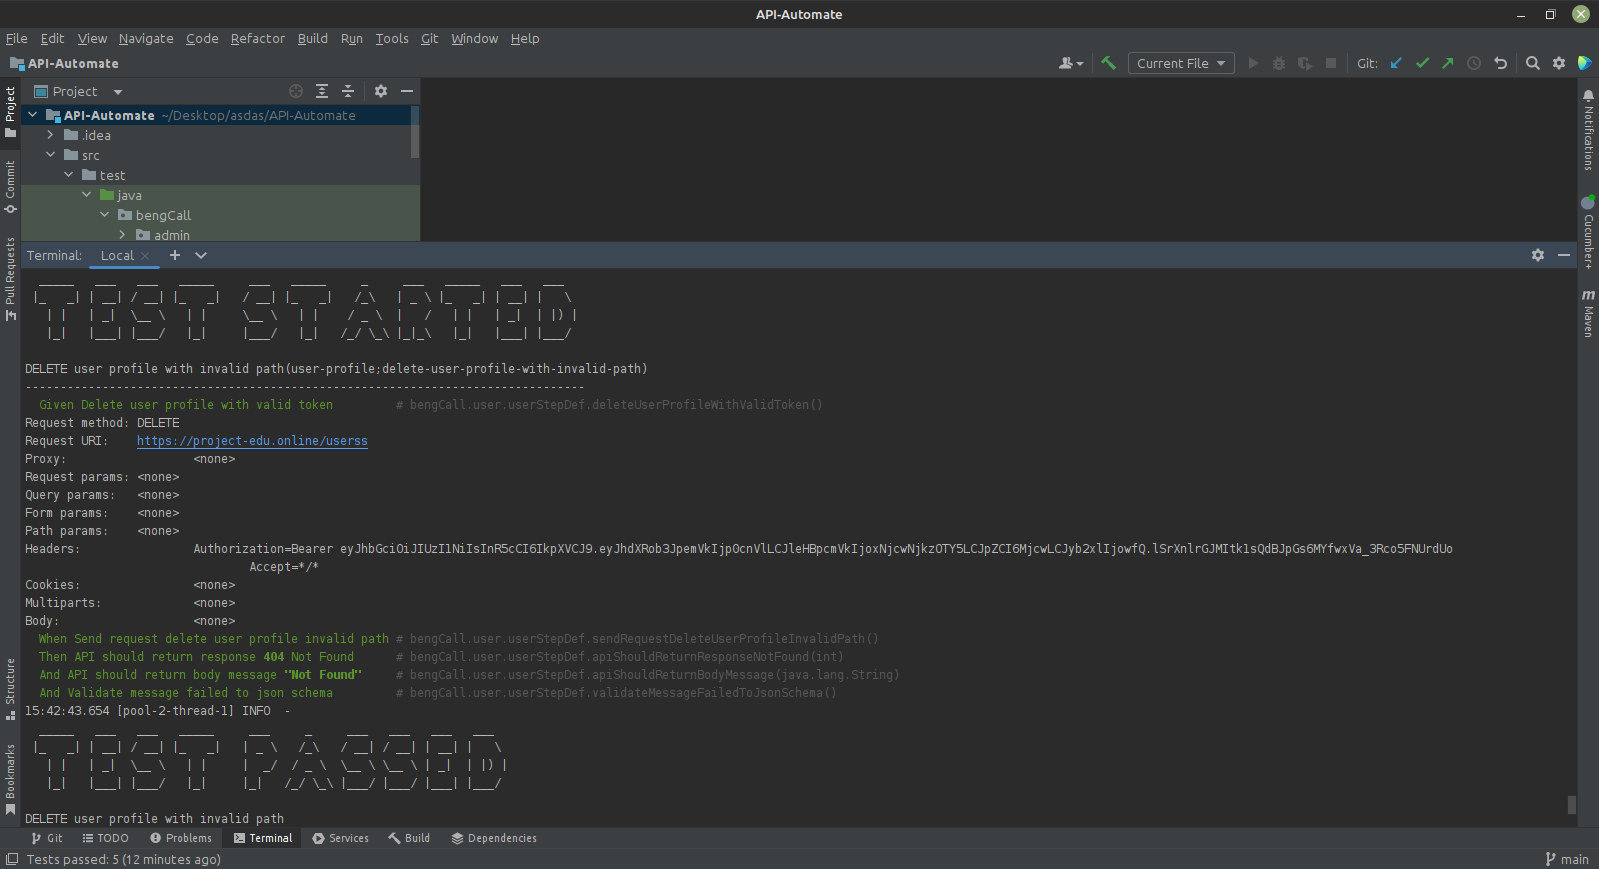 API-Automate
File Edit View Navigate Code Refactor Build Run Tools Git Window Help
API-Automate
Current File
Git:
Project
API-Automate ~/Desktop/asdas/API-Automate
.idea
src
test
java
bengCall
admin
Project
Commit
Pull Requests
Structure
Bookmarks
Notifications
Cucumber+
m
Maven
Terminal: Local
TEST STARTED
DELETE user profile with invalid path(user-profile;delete-user-profile-with-invalid-path)
--------------------------------------------------------------------------------
Given Delete user profile with valid token # bengCall.user.userStepDef.deleteUserProfileWithValidToken()
Request method: DELETE
Request URI: https://project-edu.online/userss
Proxy: <none>
Request params: <none>
Query params: <none>
Form params: <none>
Path params: <none>
Headers: Authorization=Bearer
Accept=*/*
Cookies: <none>
Multiparts: <none>
Body: <none>
When Send request delete user profile invalid path # bengCall.user.userStepDef.sendRequestDeleteUserProfileInvalidPath()
Then API should return response 404 Not Found # bengCall.user.userStepDef.apiShouldReturnResponseNotFound(int)
And API should return body message "Not Found" # bengCall.user.userStepDef.apiShouldReturnBodyMessage(java.lang.String)
And Validate message failed to json schema # bengCall.user.userStepDef.validateMessageFailedToJsonSchema()
15:42:43.654 [pool-2-thread-1] INFO -
TEST PASSED
DELETE user profile with invalid path
Git TODO Problems Terminal Services Build Dependencies
Tests passed: 5 (12 minutes ago)
main